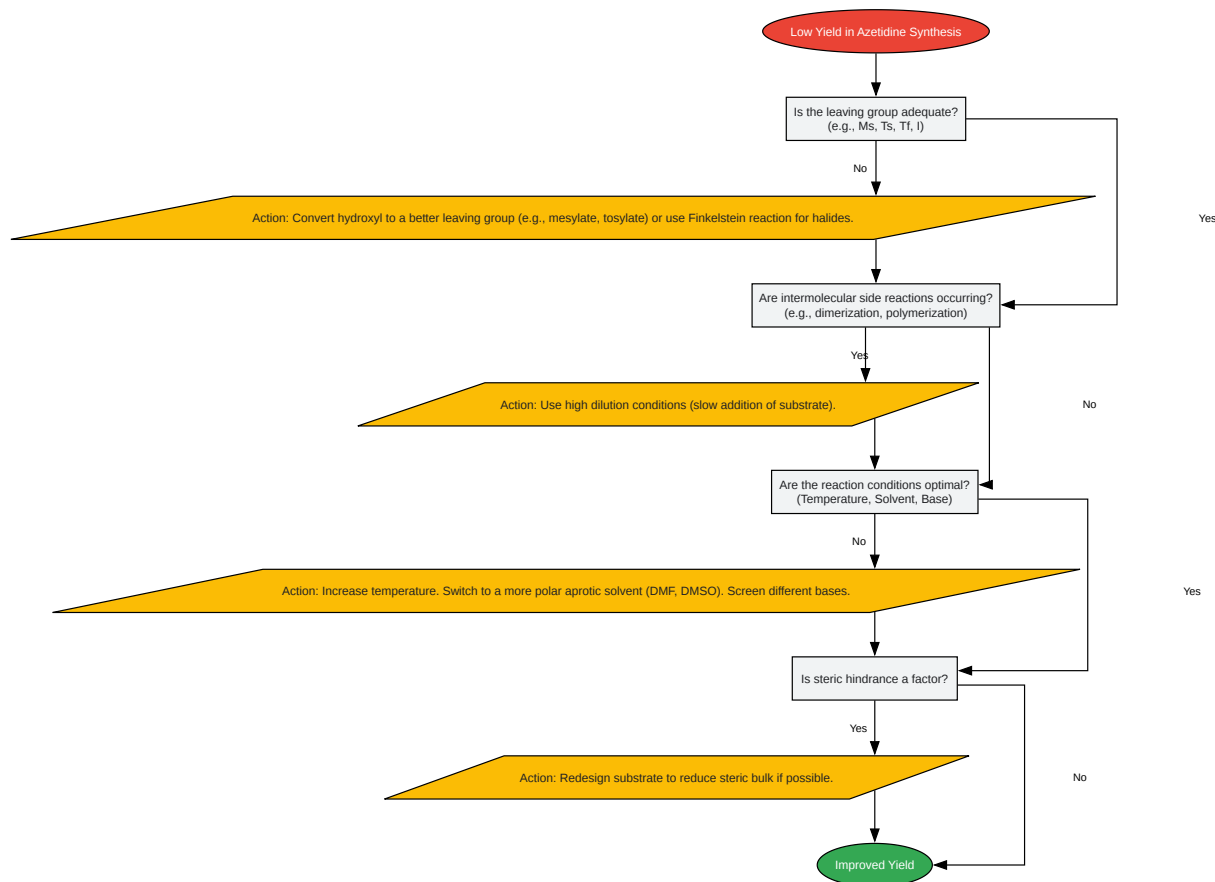 Low Yield in Azetidine Synthesis
Is the leaving group adequate?
(e.g., Ms, Ts, Tf, I)
No
Action: Convert hydroxyl to a better leaving group (e.g., mesylate, tosylate) or use Finkelstein reaction for halides.
Yes
Are intermolecular side reactions occurring?
(e.g., dimerization, polymerization)
Yes
Action: Use high dilution conditions (slow addition of substrate).
No
Are the reaction conditions optimal?
(Temperature, Solvent, Base)
No
Action: Increase temperature. Switch to a more polar aprotic solvent (DMF, DMSO). Screen different bases.
Yes
Is steric hindrance a factor?
Yes
Action: Redesign substrate to reduce steric bulk if possible.
No
Improved Yield